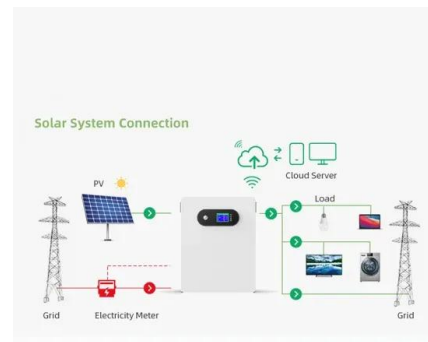 Solar System Connection
Cloud Server
PV
Load
Grid
Electricity Meter
Grid